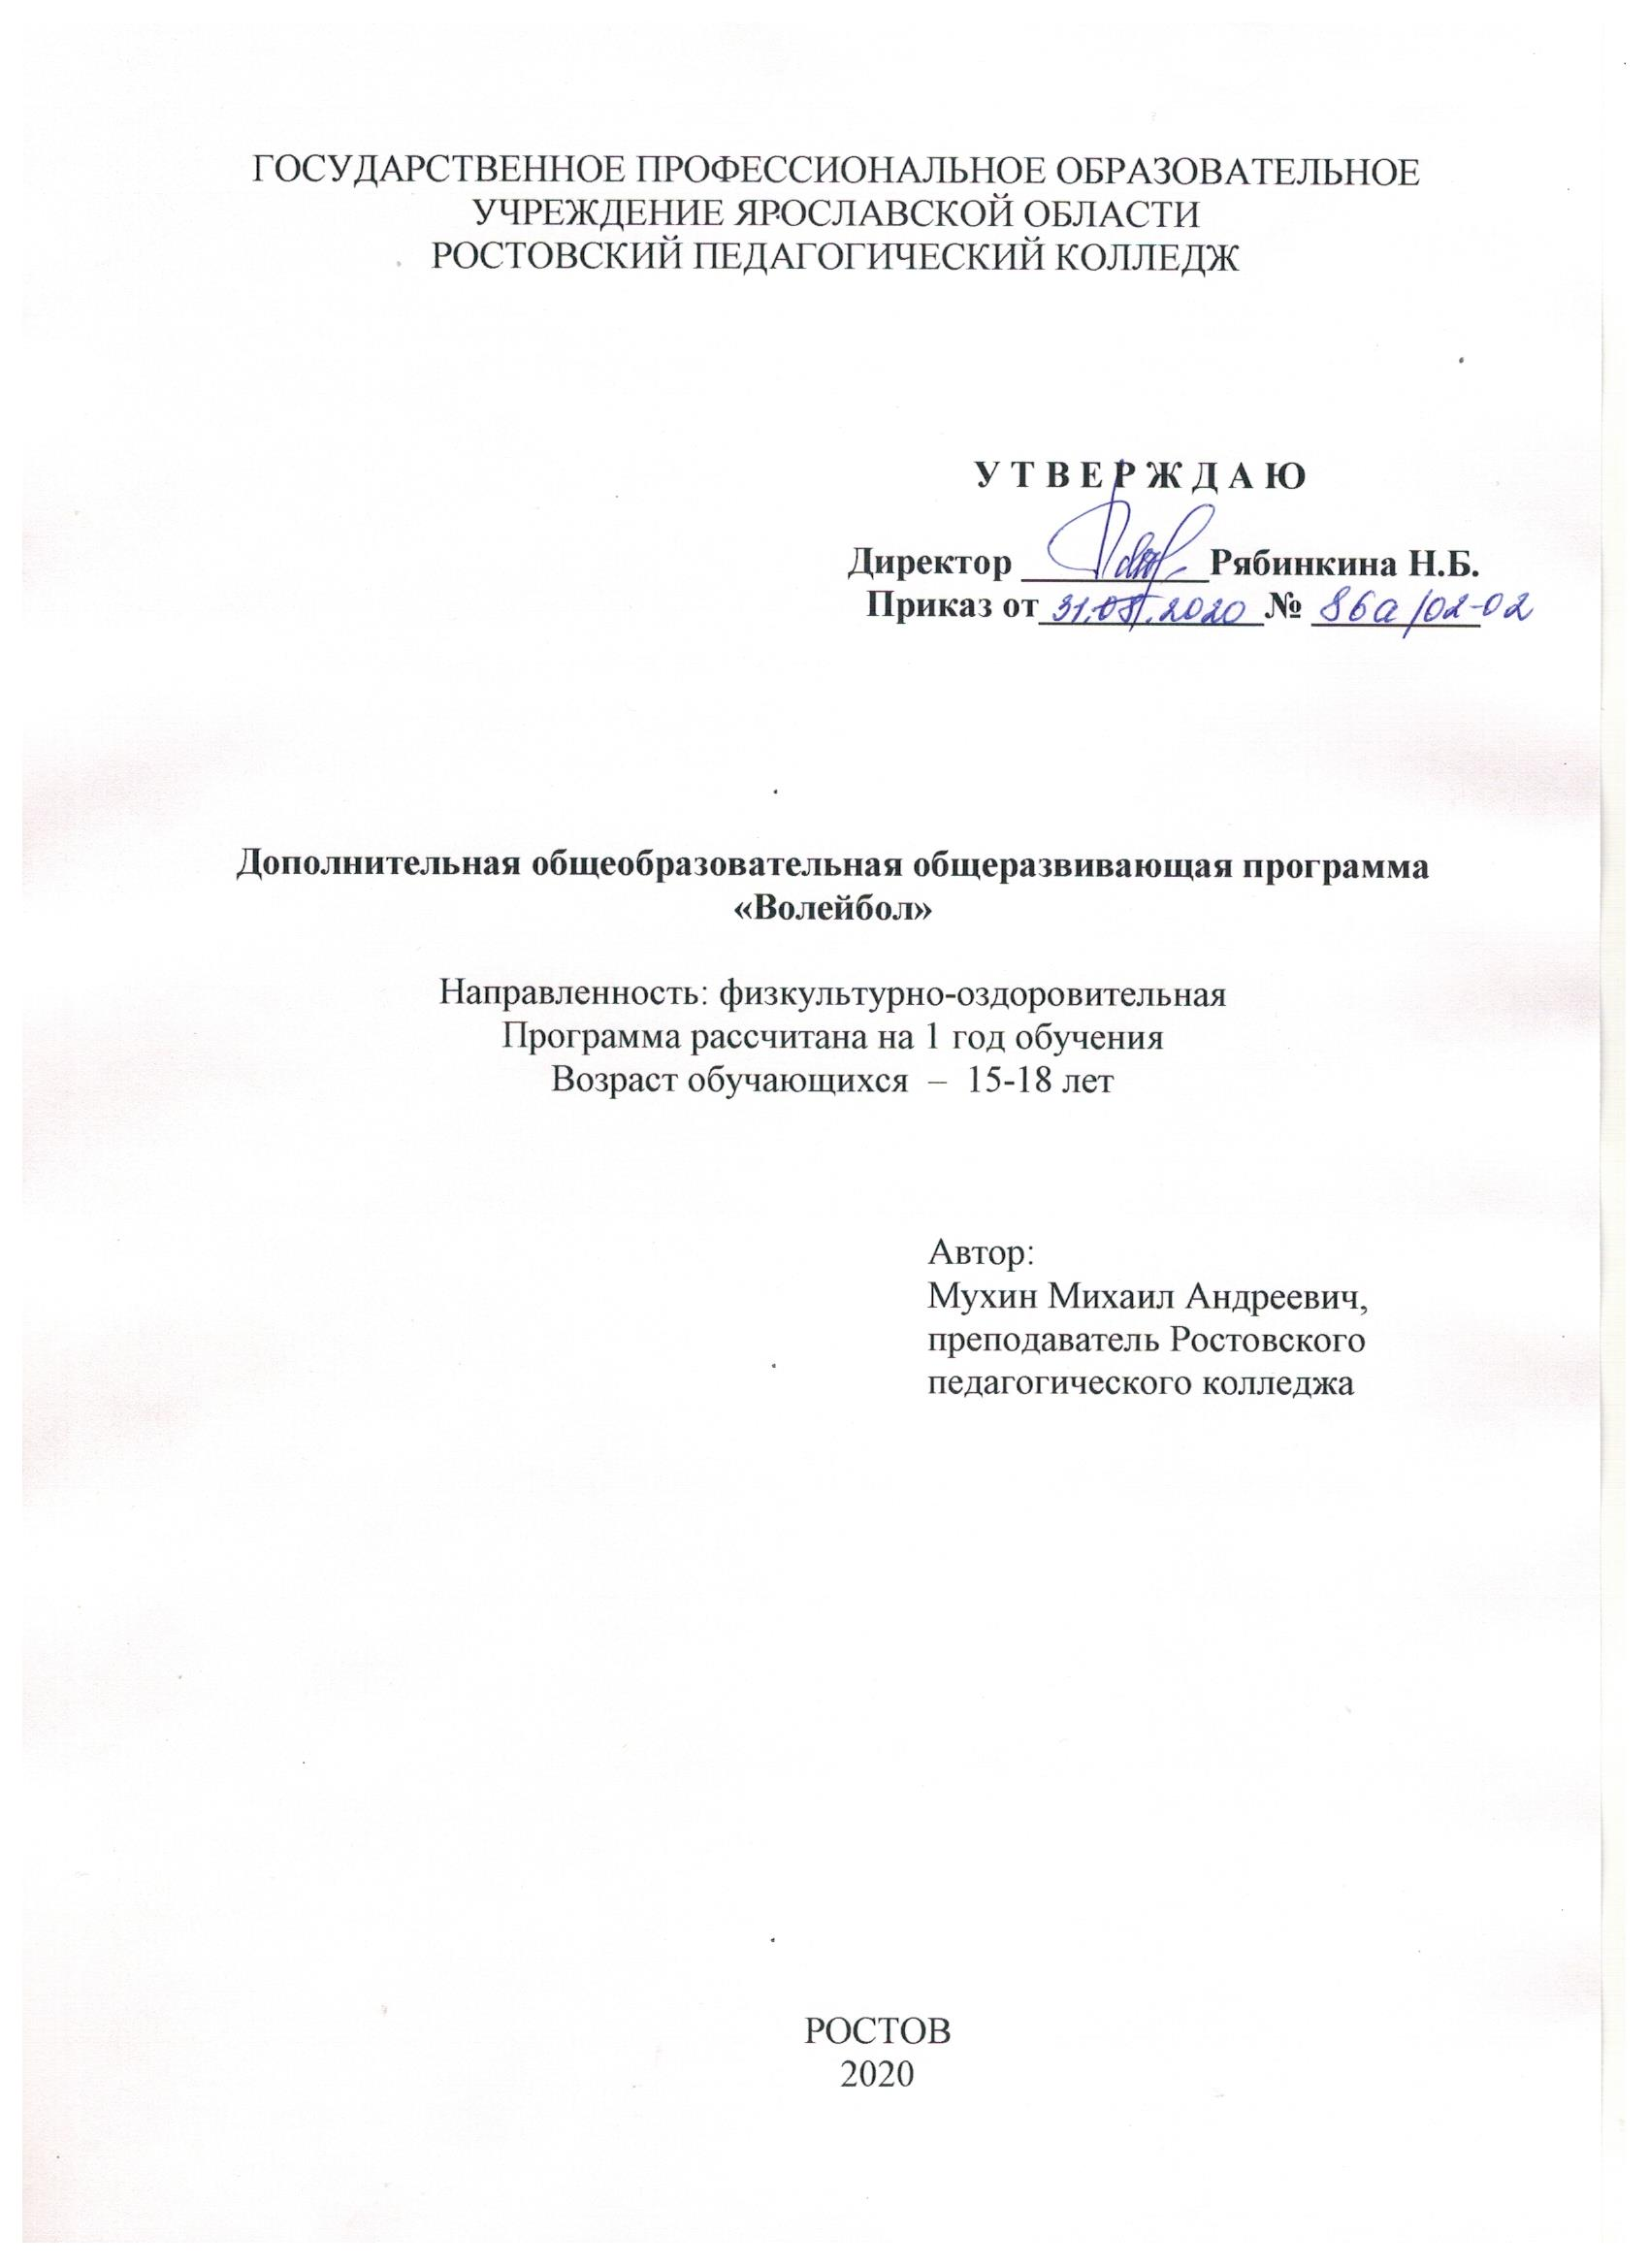 ГОСУДАРСТВЕННОЕ ПРОФЕССИОНАЛЬНОЕ ОБРАЗОВАТЕЛЬНОЕ
УЧРЕЖДЕНИЕ ЯРОСЛАВСКОЙ ОБЛАСТИ
РОСТОВСКИЙ ПЕДАГОГИЧЕСКИЙ КОЛЛЕДЖ
У Т В Е Р Ж Д А Ю
Директор __________Рябинкина Н.Б.
Приказ от 31.08.2020 № 86а/02-02
Дополнительная общеобразовательная общеразвивающая программа
«Волейбол»
Направленность: физкультурно-оздоровительная
Программа рассчитана на 1 год обучения
Возраст обучающихся – 15-18 лет
Автор:
Мухин Михаил Андреевич,
преподаватель Ростовского
педагогического колледжа
РОСТОВ
2020